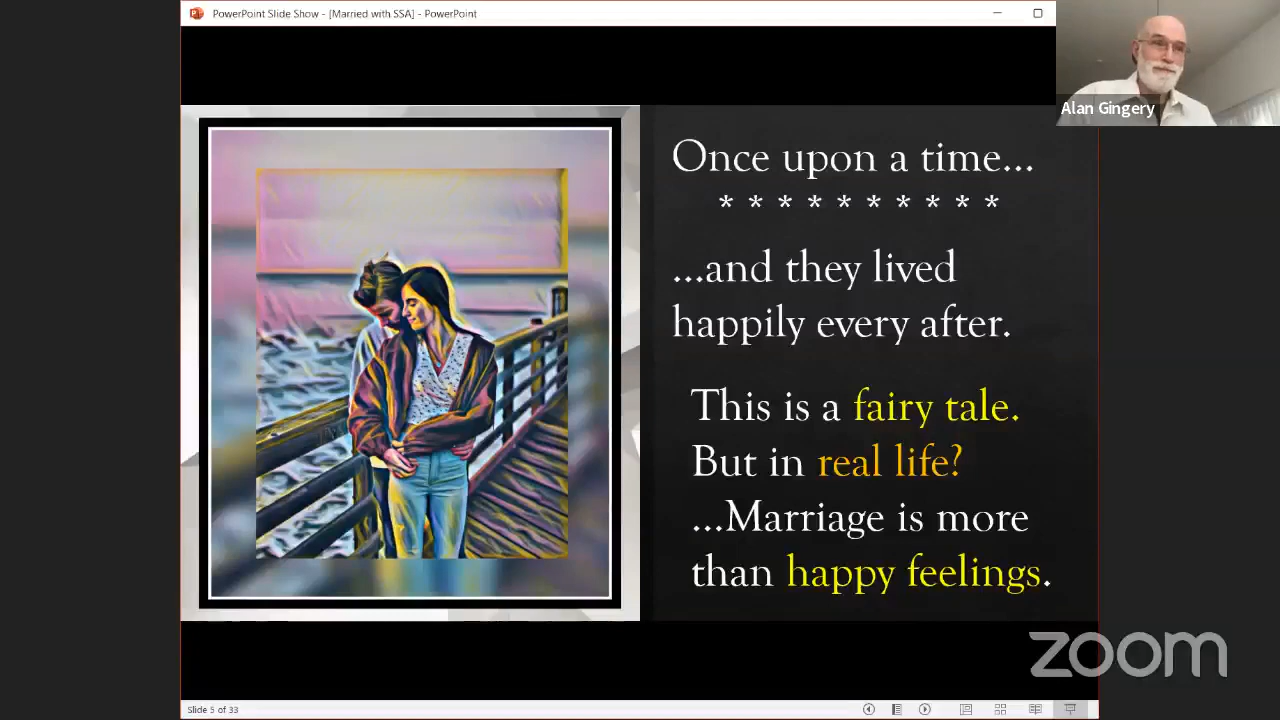 PowerPoint Slide Show - [Married with SSA] - PowerPoint
Alan Gingery
Once upon a time...
* * * * * * * * * *
...and they lived
happily every after.
This is a fairy tale.
But in real life?
...Marriage is more
than happy feelings.
zoom
Slide 5 of 33